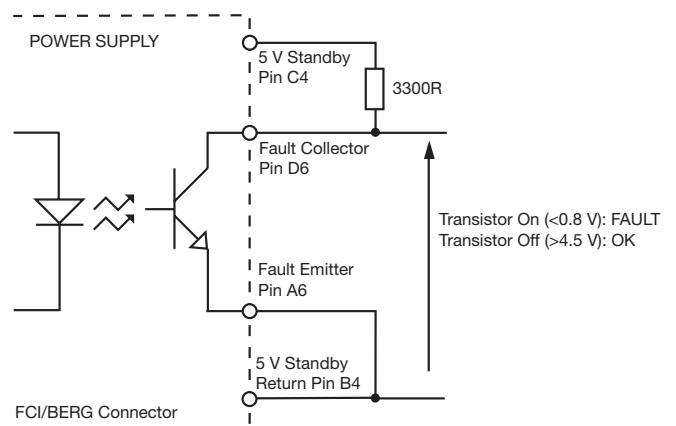 POWER SUPPLY
5 V Standby
Pin C4
3300R
Fault Collector
Pin D6
Transistor On (<0.8 V): FAULT
Transistor Off (>4.5 V): OK
Fault Emitter
Pin A6
5 V Standby
Return Pin B4
FCI/BERG Connector